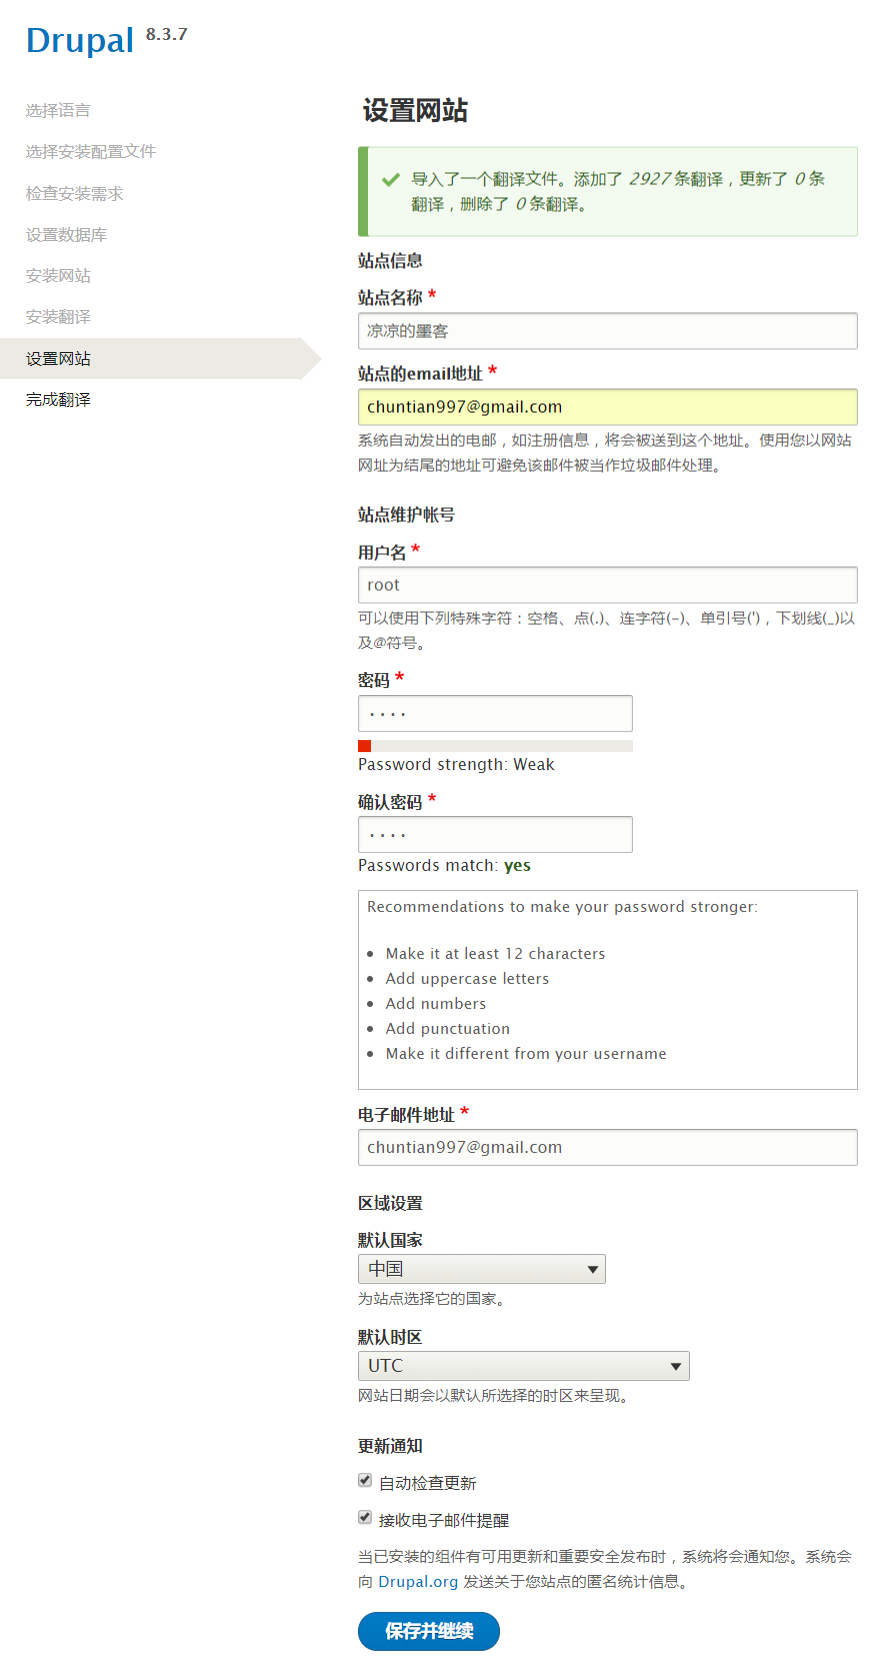 Drupal 8.3.7
选择语言
选择安装配置文件
检查安装需求
设置数据库
安装网站
安装翻译
设置网站
完成翻译
设置网站
导入了一个翻译文件。添加了 2927 条翻译，更新了 0 条
翻译，删除了 0 条翻译。
站点信息
站点名称 *
凉凉的墨客
站点的email地址 *
chuntian997@gmail.com
系统自动发出的电邮，如注册信息，将会被送到这个地址。使用您以网站
网址为结尾的地址可避免该邮件被当作垃圾邮件处理。
站点维护帐号
用户名 *
root
可以使用下列特殊字符：空格、点(.)、连字符(-)、单引号(')，下划线(_)以
及@符号。
密码 *
····
Password strength: Weak
确认密码 *
····
Passwords match: yes
Recommendations to make your password stronger:
• Make it at least 12 characters
• Add uppercase letters
• Add numbers
• Add punctuation
• Make it different from your username
电子邮件地址 *
chuntian997@gmail.com
区域设置
默认国家
中国
为站点选择它的国家。
默认时区
UTC
网站日期会以默认所选择的时区来呈现。
更新通知
自动检查更新
接收电子邮件提醒
当已安装的组件有可用更新和重要安全发布时，系统将会通知您。系统会
向 Drupal.org 发送关于您站点的匿名统计信息。
保存并继续